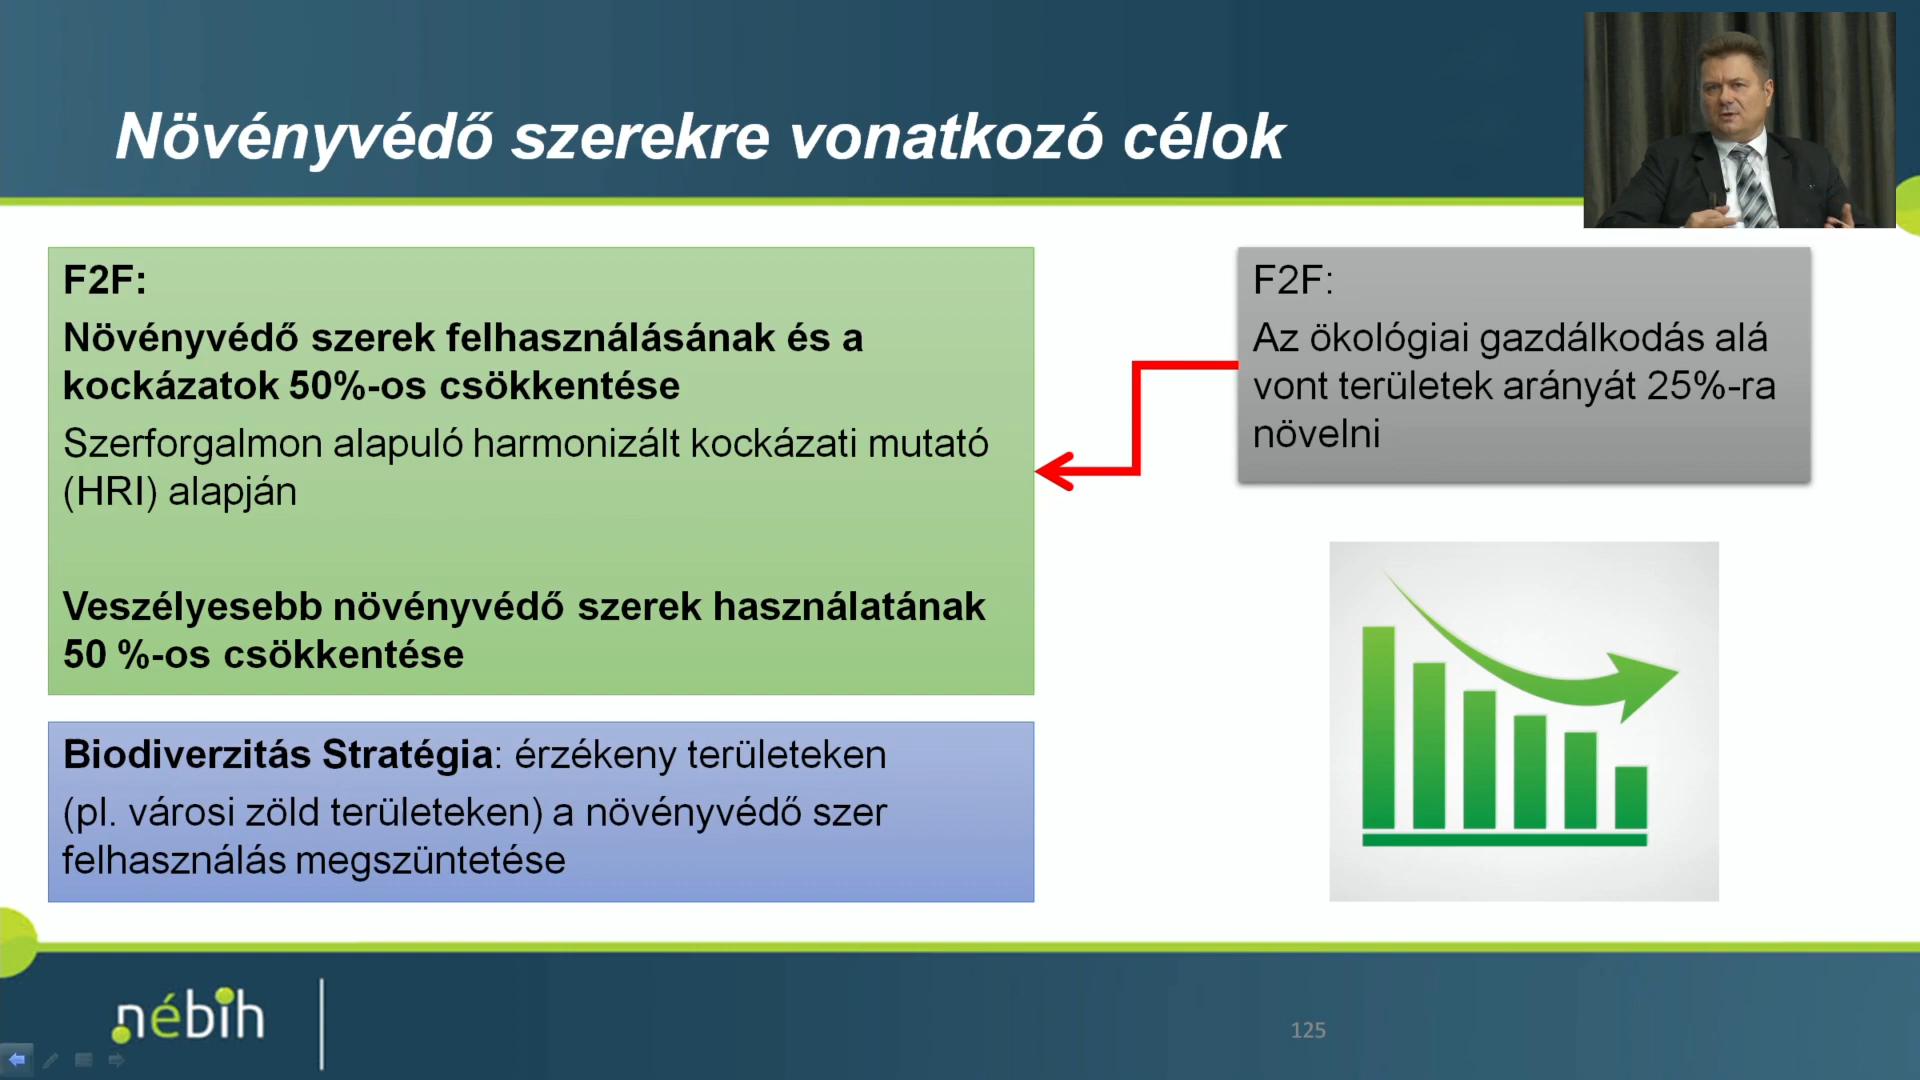 Növényvédő szerekre vonatkozó célok
F2F:
Növényvédő szerek felhasználásának és a
kockázatok 50%-os csökkentése
Szerforgalmon alapuló harmonizált kockázati mutató
(HRI) alapján
Veszélyesebb növényvédő szerek használatának
50 %-os csökkentése
Biodiverzitás Stratégia: érzékeny területeken
(pl. városi zöld területeken) a növényvédő szer
felhasználás megszüntetése
F2F:
Az ökológiai gazdálkodás alá
vont területek arányát 25%-ra
növelni
nébih
125